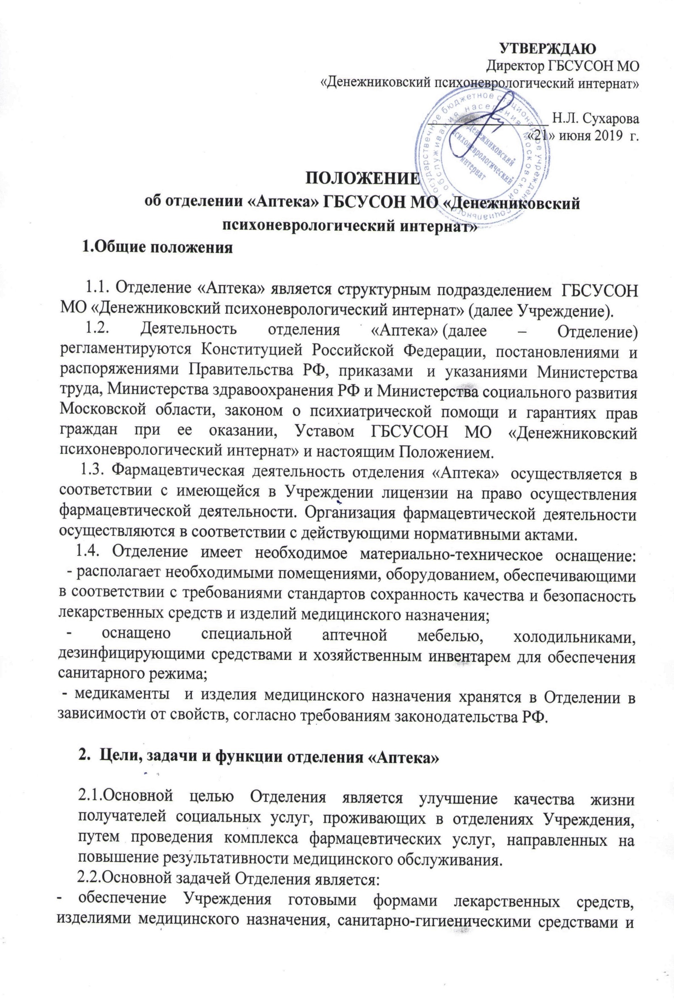 УТВЕРЖДАЮ
Директор ГБСУСОН МО
«Денежниковский психоневрологический интернат»
Государственное бюджетное стационарное учреждение социального
обслуживания населения Московской
Денежниковский
психоневрологический
интернат
Н.Л. Сухарова
«21» июня 2019 г.
ПОЛОЖЕНИЕ
об отделении «Аптека» ГБСУСОН МО «Денежниковский
психоневрологический интернат»
1.Общие положения
1.1. Отделение «Аптека» является структурным подразделением ГБСУСОН
МО «Денежниковский психоневрологический интернат» (далее Учреждение).
1.2. Деятельность отделения «Аптека» (далее – Отделение)
регламентируются Конституцией Российской Федерации, постановлениями и
распоряжениями Правительства РФ, приказами и указаниями Министерства
труда, Министерства здравоохранения РФ и Министерства социального развития
Московской области, законом о психиатрической помощи и гарантиях прав
граждан при ее оказании, Уставом ГБСУСОН МО «Денежниковский
психоневрологический интернат» и настоящим Положением.
1.3. Фармацевтическая деятельность отделения «Аптека» осуществляется в
соответствии с имеющейся в Учреждении лицензии на право осуществления
фармацевтической деятельности. Организация фармацевтической деятельности
осуществляются в соответствии с действующими нормативными актами.
1.4. Отделение имеет необходимое материально-техническое оснащение:
- располагает необходимыми помещениями, оборудованием, обеспечивающими
в соответствии с требованиями стандартов сохранность качества и безопасность
лекарственных средств и изделий медицинского назначения;
- оснащено специальной аптечной мебелью, холодильниками,
дезинфицирующими средствами и хозяйственным инвентарем для обеспечения
санитарного режима;
- медикаменты и изделия медицинского назначения хранятся в Отделении в
зависимости от свойств, согласно требованиям законодательства РФ.
2. Цели, задачи и функции отделения «Аптека»
2.1.Основной целью Отделения является улучшение качества жизни
получателей социальных услуг, проживающих в отделениях Учреждения,
путем проведения комплекса фармацевтических услуг, направленных на
повышение результативности медицинского обслуживания.
2.2.Основной задачей Отделения является:
- обеспечение Учреждения готовыми формами лекарственных средств,
изделиями медицинского назначения, санитарно-гигиеническими средствами и